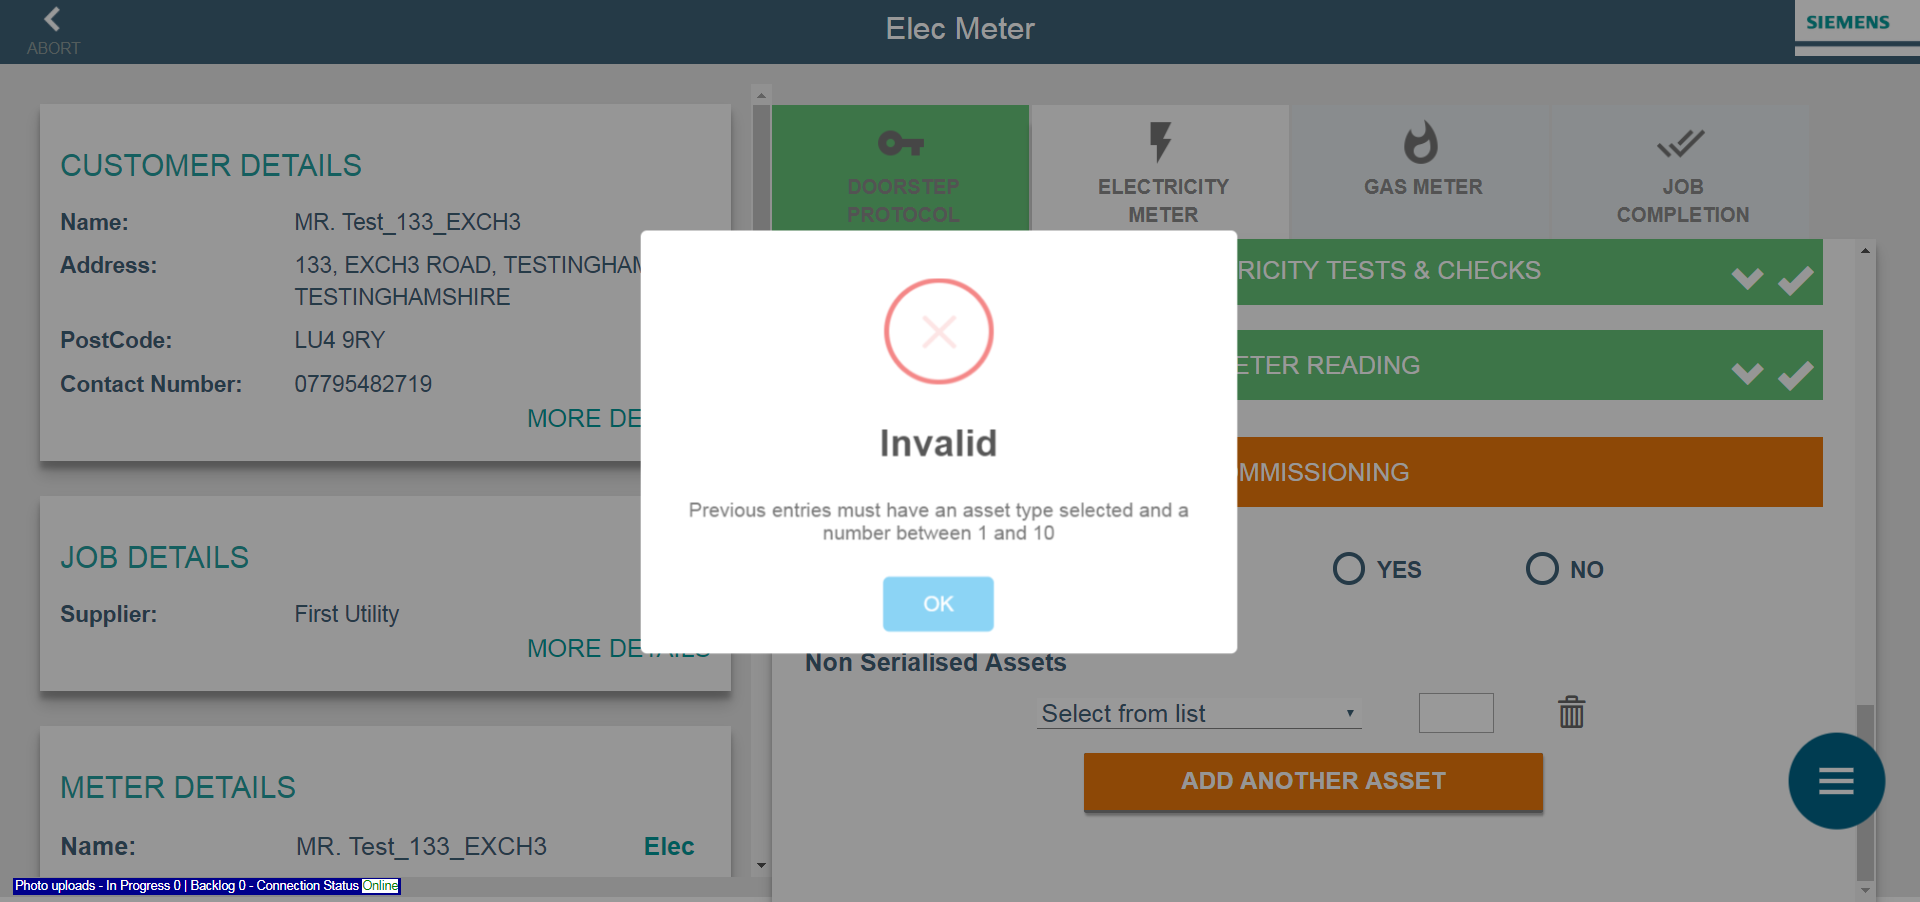 ABORT
Elec Meter
SIEMENS
CUSTOMER DETAILS
Name: MR. Test_133_EXCH3
Address: 133, EXCH3 ROAD,
TESTINGHAMSHIRE
PostCode: LU4 9RY
Contact Number: 07795482719
MORE
JOB DETAILS
Supplier: First Utility
MORE DETAILS
METER DETAILS
Name: MR. Test_133_EXCH3 Elec
Photo uploads - In Progress 0 | Backlog 0 - Connection Status Online
DOORSTEP
PROTOCOL
ELECTRICITY
METER
GAS METER
JOB
COMPLETION
RICITY TESTS & CHECKS
ETER READING
MMISSIONING
YES NO
Invalid
Previous entries must have an asset type selected and a
number between 1 and 10
OK
Non Serialised Assets
Select from list
ADD ANOTHER ASSET